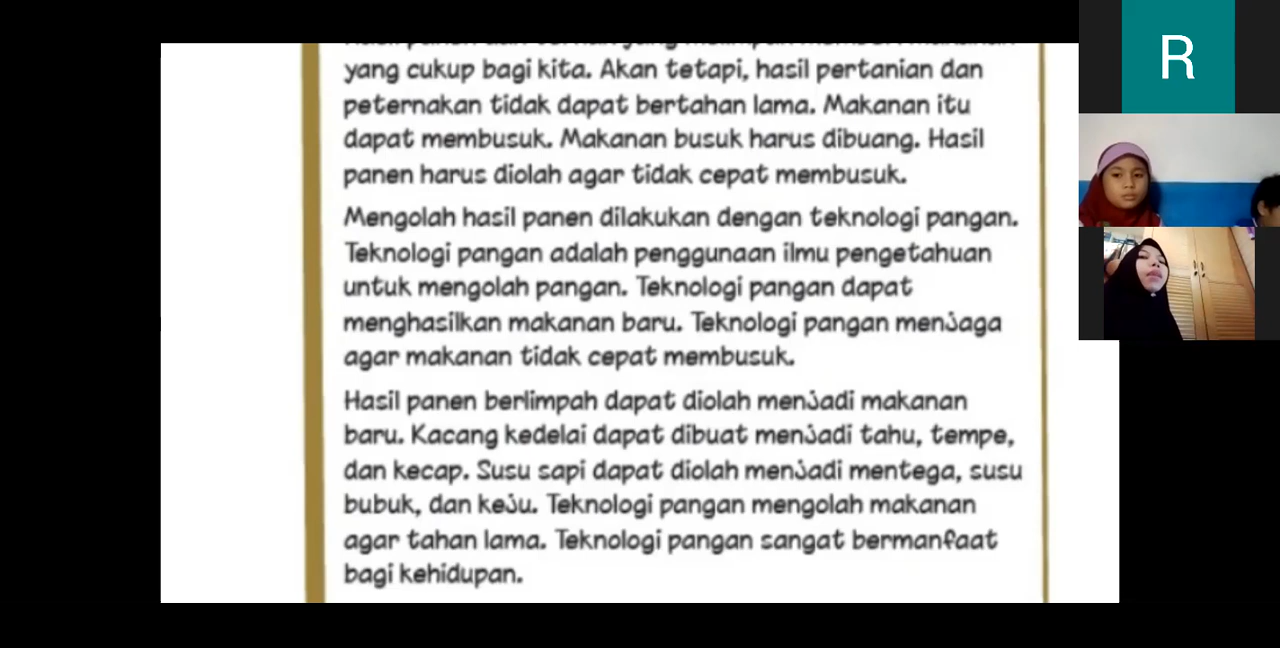 yang cukup bagi kita. Akan tetapi, hasil pertanian dan
peternakan tidak dapat bertahan lama. Makanan itu
dapat membusuk. Makanan busuk harus dibuang. Hasil
panen harus diolah agar tidak cepat membusuk.
Mengolah hasil panen dilakukan dengan teknologi pangan.
Teknologi pangan adalah penggunaan ilmu pengetahuan
untuk mengolah pangan. Teknologi pangan dapat
menghasilkan makanan baru. Teknologi pangan menjaga
agar makanan tidak cepat membusuk.
Hasil panen berlimpah dapat diolah menjadi makanan
baru. Kacang kedelai dapat dibuat menjadi tahu, tempe,
dan kecap. Susu sapi dapat diolah menjadi mentega, susu
bubuk, dan keju. Teknologi pangan mengolah makanan
agar tahan lama. Teknologi pangan sangat bermanfaat
bagi kehidupan.
R